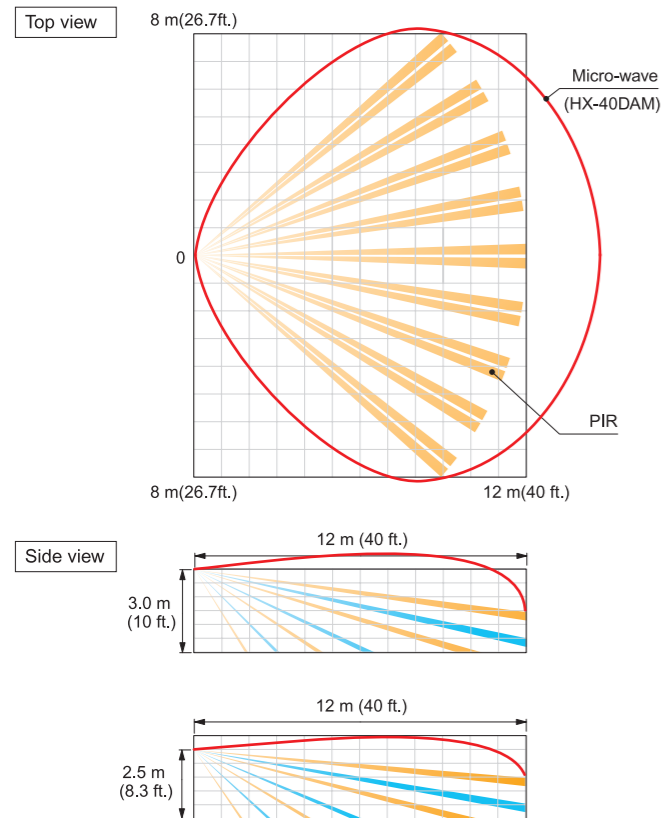 Top view
8 m(26.7ft.)
Micro-wave
(HX-40DAM)
0
PIR
8 m(26.7ft.)
12 m(40 ft.)
Side view
12 m (40 ft.)
3.0 m
(10 ft.)
12 m (40 ft.)
2.5 m
(8.3 ft.)